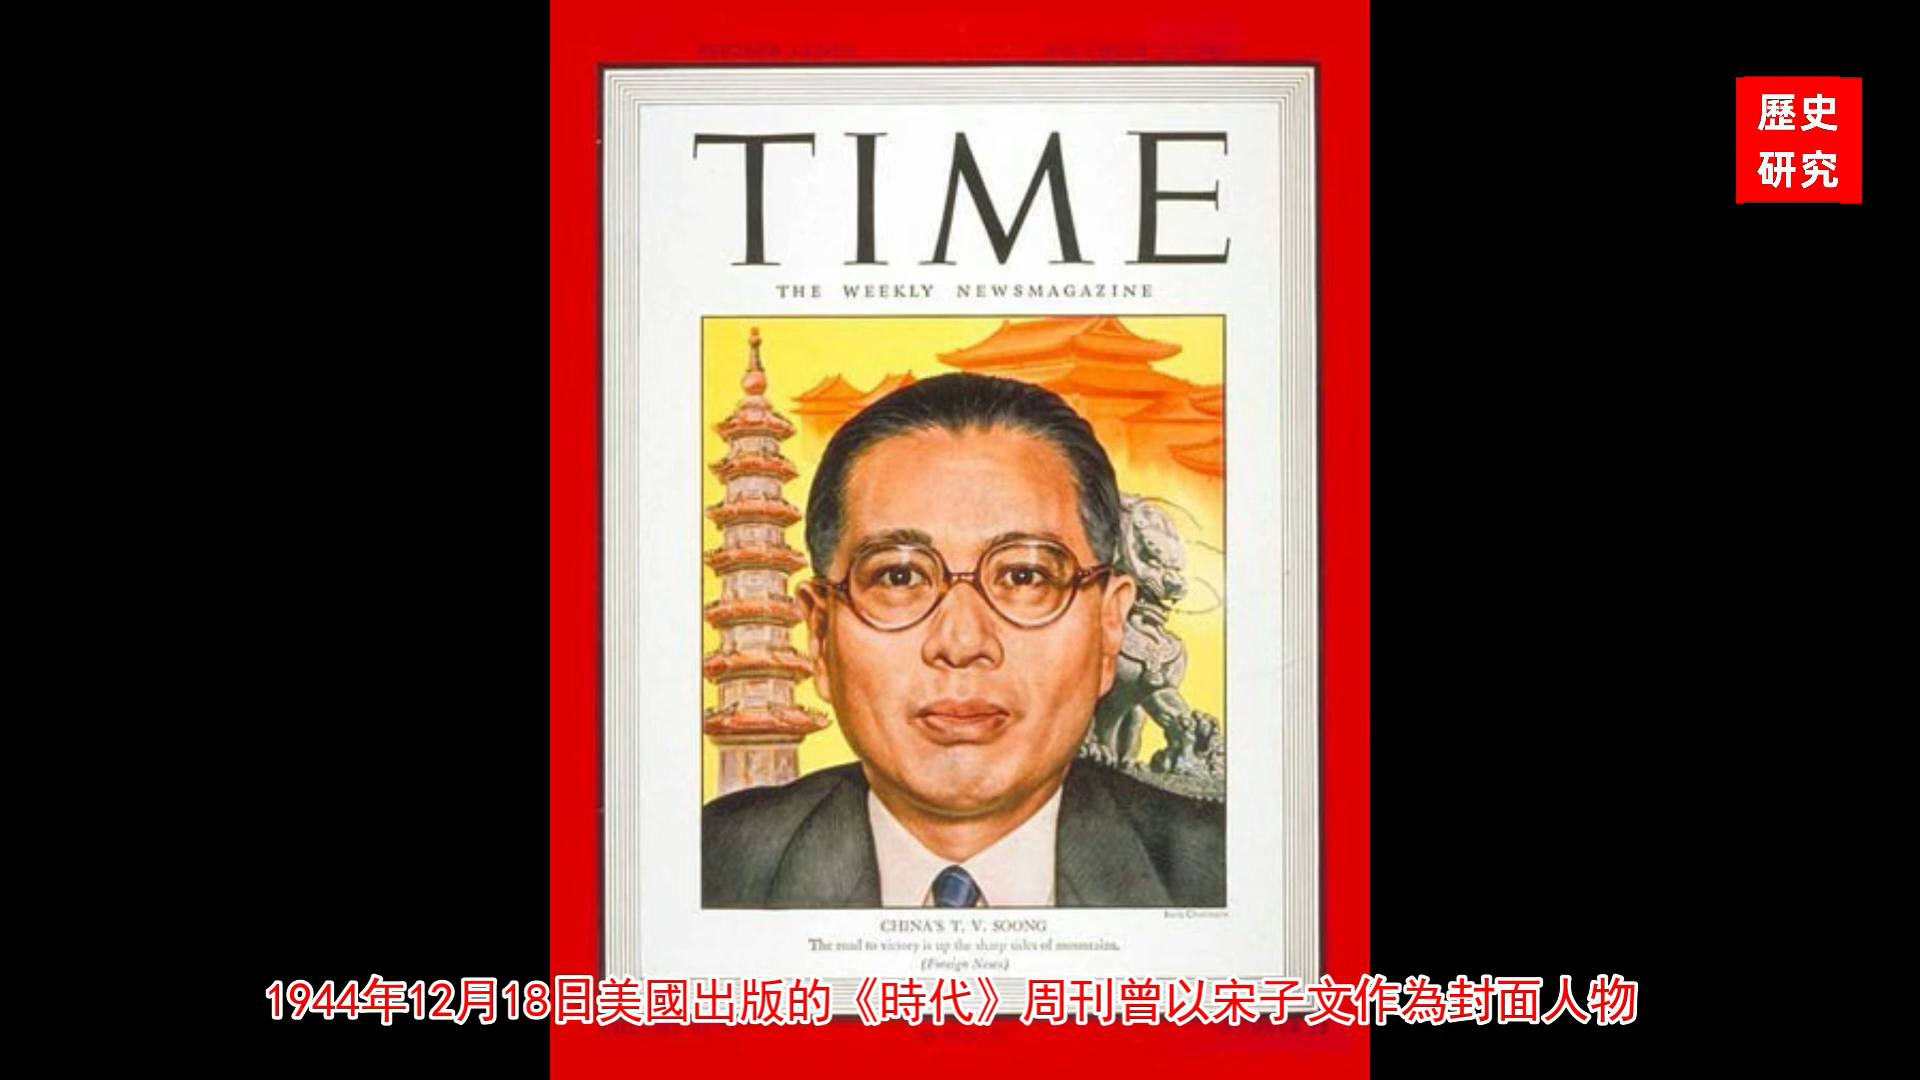 歷史
研究
TIME
THE WEEKLY NEWSMAGAZINE
CHINA'S T. V. SOONG
The road to victory is up the sharp sides of mountains.
(Foreign News)
1944年12月18日美國出版的《時代》周刊曾以宋子文作為封面人物